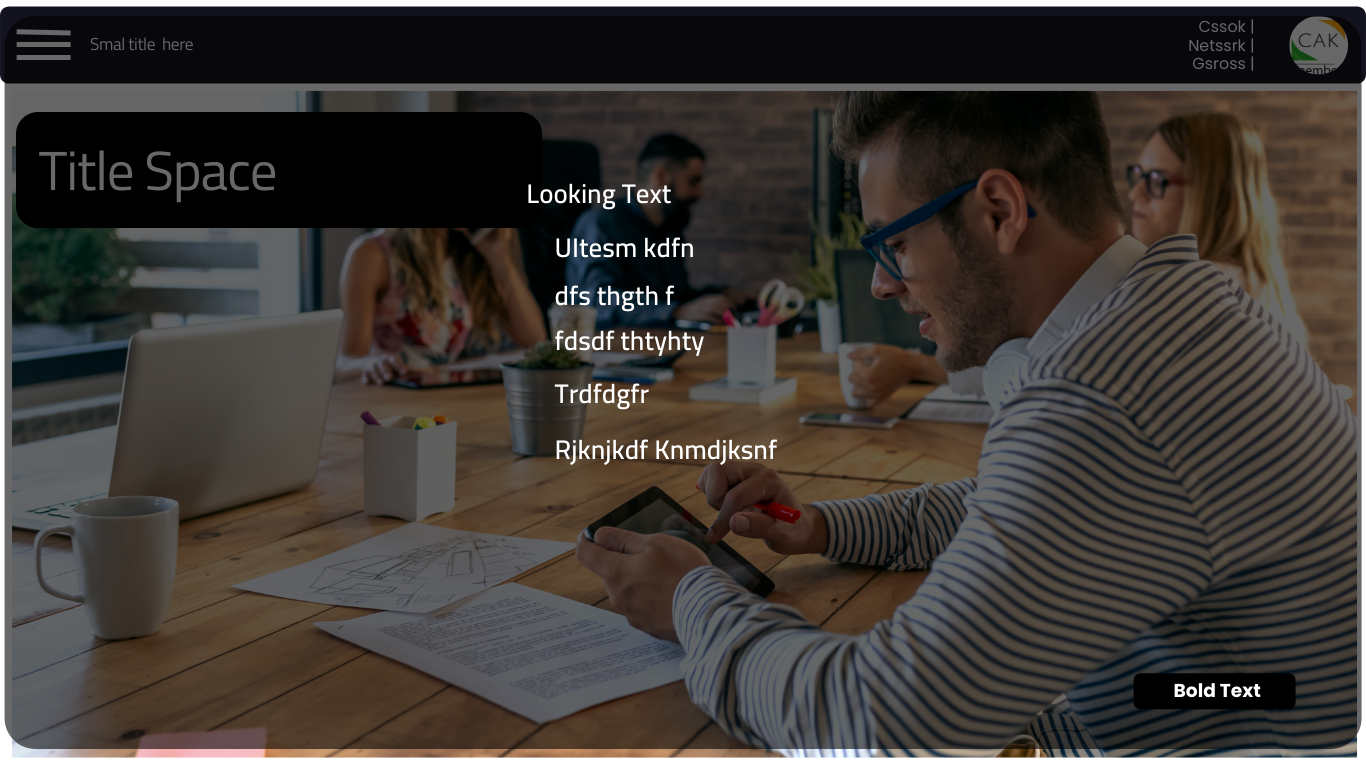 Smal title here
Cssok |
Netssrk |
Gsross |
CAK
Title Space
Looking Text
Ultesm kdfn
dfs thgth f
fdsdf thtyhty
Trdfdgfr
Rjknjkdf Knmdjksnf
Bold Text